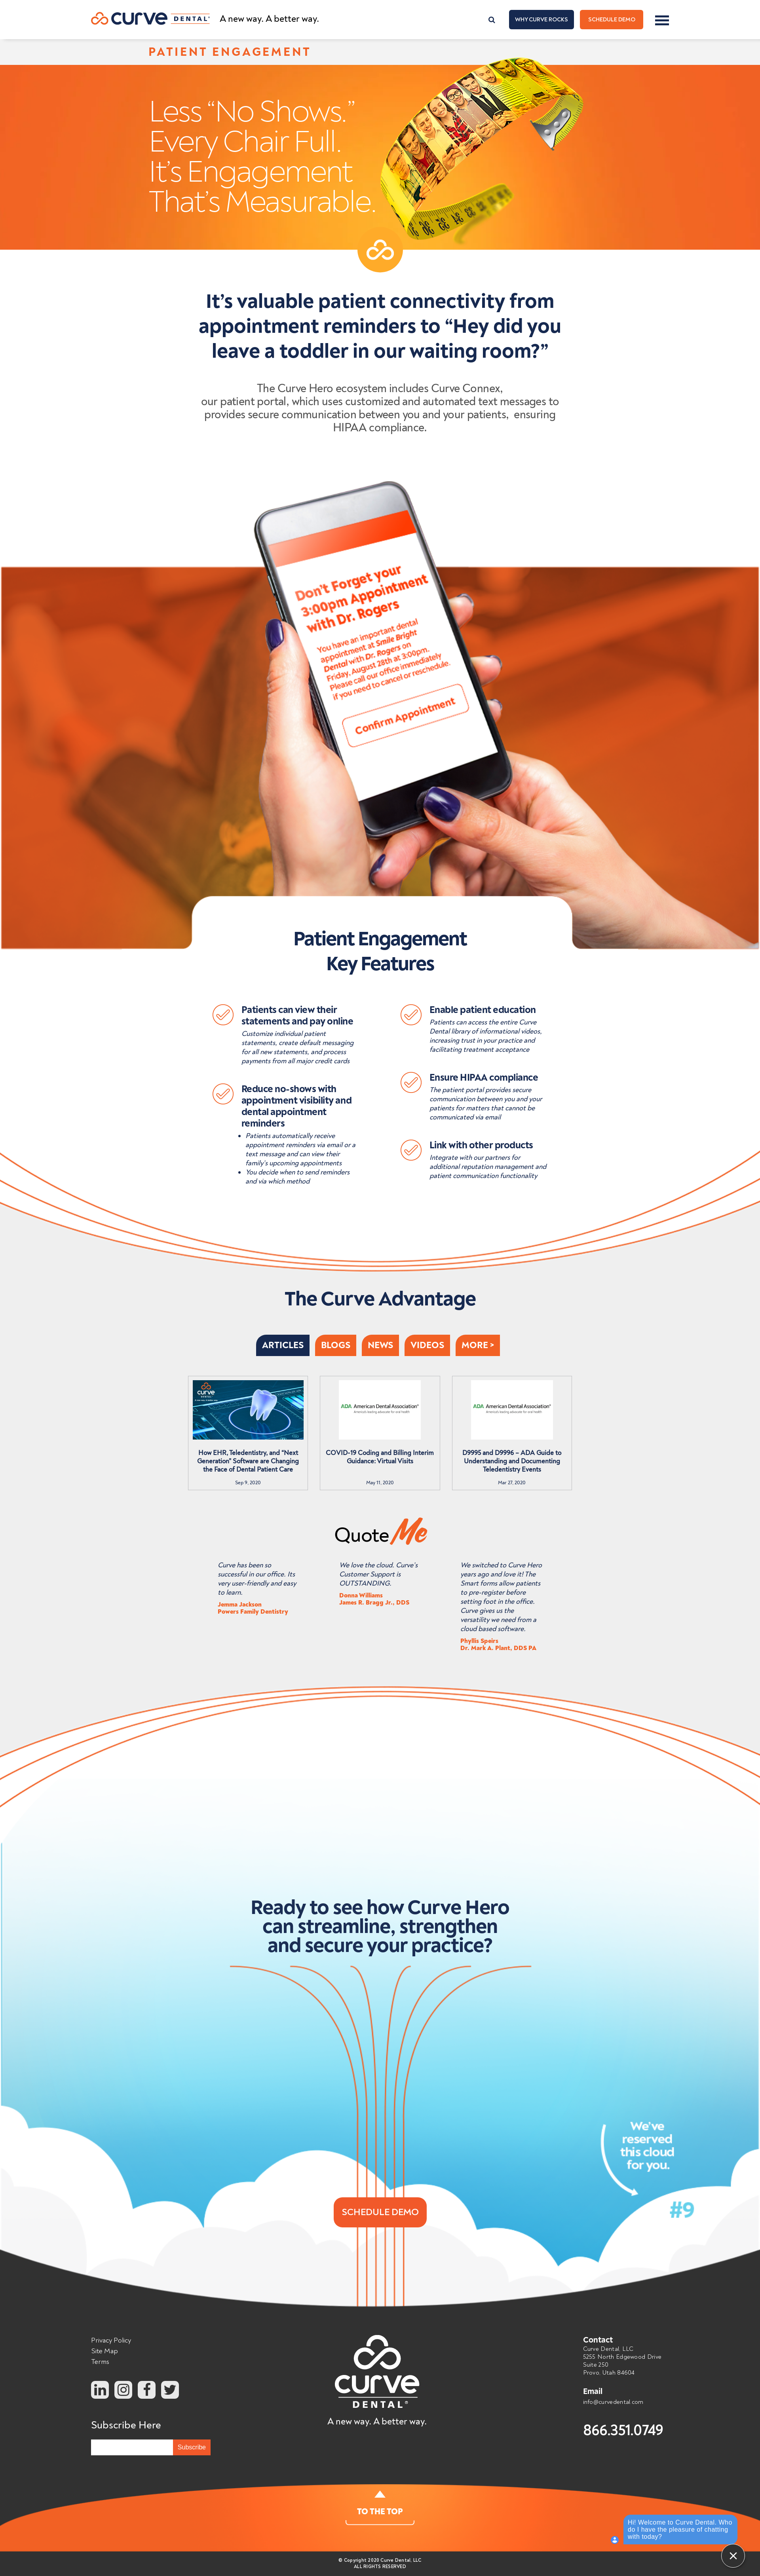 curve
DENTAL
A new way. A better way.
WHY CURVE ROCKS
SCHEDULE DEMO
PATIENT ENGAGEMENT
Less “No Shows.”
Every Chair Full.
It’s Engagement
That’s Measurable.
It’s valuable patient connectivity from
appointment reminders to “Hey did you
leave a toddler in our waiting room?”
The Curve Hero ecosystem includes Curve Connex,
our patient portal, which uses customized and automated text messages to
provides secure communication between you and your patients, ensuring
HIPAA compliance.
Don’t Forget your
3:00pm Appointment
with Dr. Rogers
You have an important dental
appointment at Smile Bright
Dental with Dr. Rogers on
Friday, August 28th at 3:00pm.
Please call our office immediately
if you need to cancel or reschedule.
Confirm Appointment
Patient Engagement
Key Features
Patients can view their
statements and pay online
Customize individual patient
statements, create default messaging
for all new statements, and process
payments from all major credit cards
Reduce no-shows with
appointment visibility and
dental appointment
reminders
• Patients automatically receive
appointment reminders via email or a
text message and can view their
family’s upcoming appointments
• You decide when to send reminders
and via which method
Enable patient education
Patients can access the entire Curve
Dental library of informational videos,
increasing trust in your practice and
facilitating treatment acceptance
Ensure HIPAA compliance
The patient portal provides secure
communication between you and your
patients for matters that cannot be
communicated via email
Link with other products
Integrate with our partners for
additional reputation management and
patient communication functionality
The Curve Advantage
ARTICLES
BLOGS
NEWS
VIDEOS
MORE >
curve
DENTAL
How EHR, Teledentistry, and “Next
Generation” Software are Changing
the Face of Dental Patient Care
Sep 9, 2020
ADA American Dental Association®
America's leading advocate for oral health
COVID-19 Coding and Billing Interim
Guidance: Virtual Visits
May 11, 2020
ADA American Dental Association®
America's leading advocate for oral health
D9995 and D9996 – ADA Guide to
Understanding and Documenting
Teledentistry Events
Mar 27, 2020
Quote Me
Curve has been so
successful in our office. Its
very user-friendly and easy
to learn.
Jemma Jackson
Powers Family Dentistry
We love the cloud. Curve’s
Customer Support is
OUTSTANDING.
Donna Williams
James R. Bragg Jr., DDS
We switched to Curve Hero
years ago and love it! The
Smart forms allow patients
to pre-register before
setting foot in the office.
Curve gives us the
versatility we need from a
cloud based software.
Phyllis Speirs
Dr. Mark A. Plant, DDS PA
Ready to see how Curve Hero
can streamline, strengthen
and secure your practice?
We’ve
reserved
this cloud
for you.
#9
SCHEDULE DEMO
Privacy Policy
Site Map
Terms
Subscribe Here
Subscribe
curve
DENTAL®
A new way. A better way.
Contact
Curve Dental, LLC
5255 North Edgewood Drive
Suite 250
Provo, Utah 84604
Email
info@curvedental.com
866.351.0749
TO THE TOP
Hi! Welcome to Curve Dental. Who
do I have the pleasure of chatting
with today?
© Copyright 2020 Curve Dental, LLC
ALL RIGHTS RESERVED